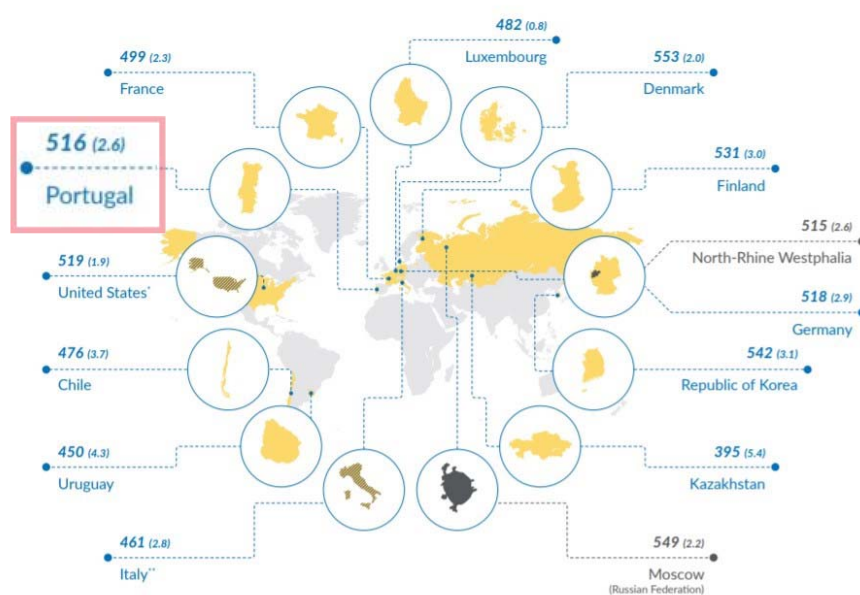 482 (0.8)
Luxembourg
499 (2.3)
France
553 (2.0)
Denmark
516 (2.6)
Portugal
531 (3.0)
Finland
515 (2.6)
North-Rhine Westphalia
519 (1.9)
United States*
518 (2.9)
Germany
476 (3.7)
Chile
542 (3.1)
Republic of Korea
450 (4.3)
Uruguay
395 (5.4)
Kazakhstan
461 (2.8)
Italy**
549 (2.2)
Moscow
(Russian Federation)